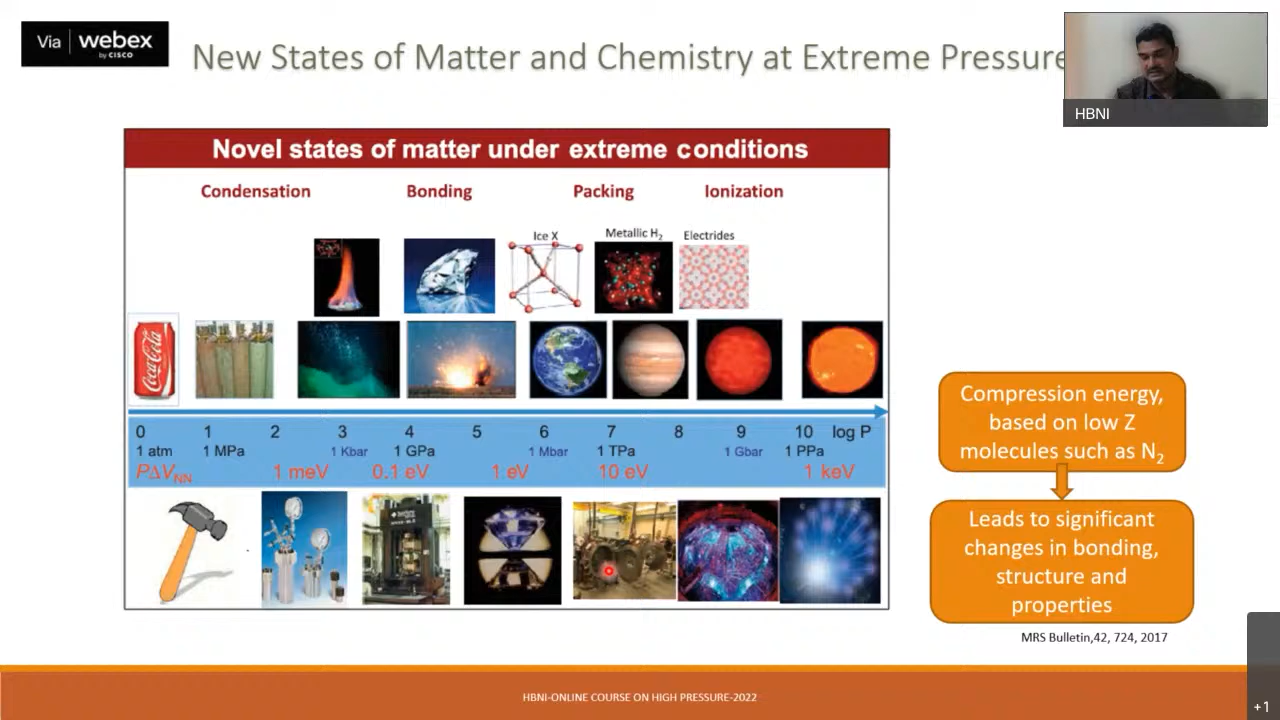 Via webex
by CISCO
New States of Matter and Chemistry at Extreme Pressure
HBNI
Novel states of matter under extreme conditions
Condensation Bonding Packing Ionization
Ice X Metallic H₂ Electrides
Coca-Cola
0 1 2 3 4 5 6 7 8 9 10 log P
1 atm 1 MPa 1 Kbar 1 GPa 1 Mbar 1 TPa 1 Gbar 1 PPa
PΔV_NN 1 meV 0.1 eV 1 eV 10 eV 1 keV
Compression energy,
based on low Z
molecules such as N₂
Leads to significant
changes in bonding,
structure and
properties
MRS Bulletin,42, 724, 2017
HBNI-ONLINE COURSE ON HIGH PRESSURE-2022
+1